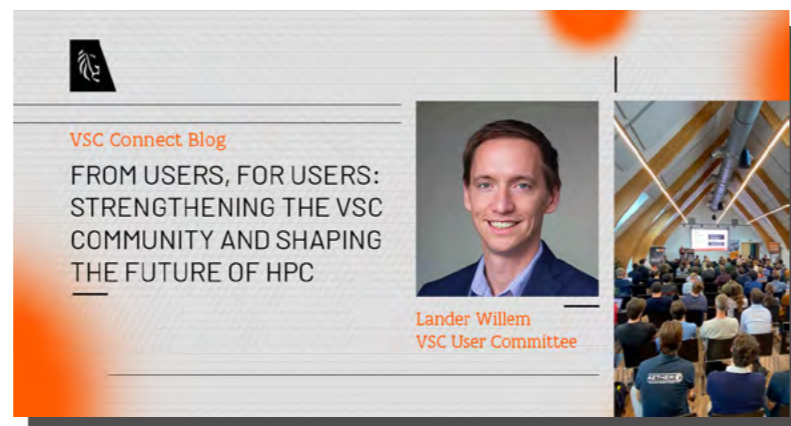 VSC Connect Blog
FROM USERS, FOR USERS:
STRENGTHENING THE VSC
COMMUNITY AND SHAPING
THE FUTURE OF HPC
Lander Willem
VSC User Committee
AETHER